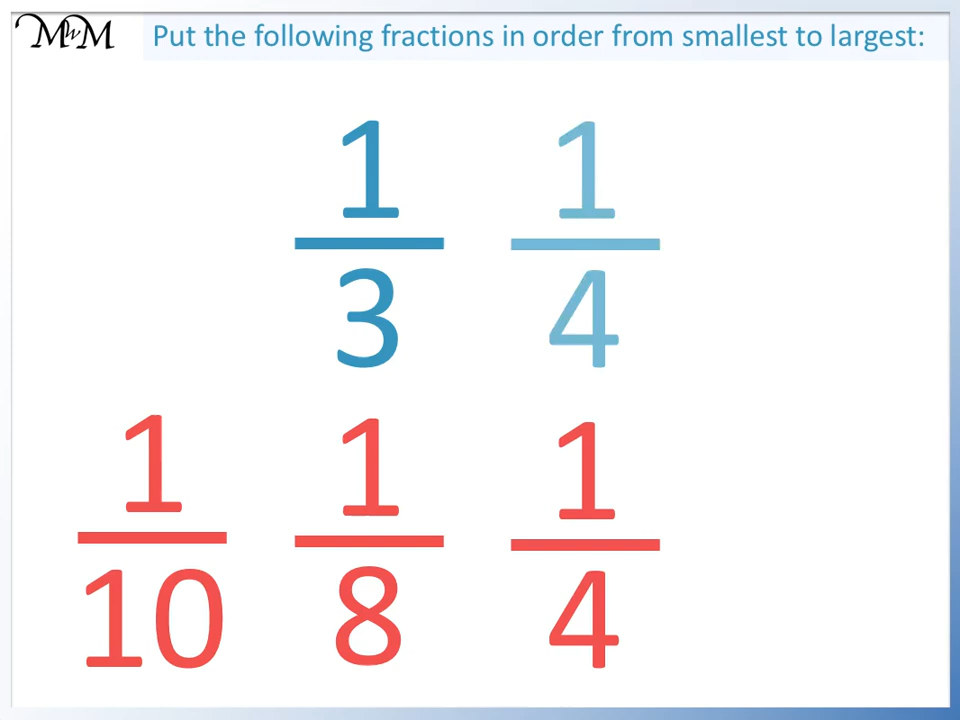 MwM
Put the following fractions in order from smallest to largest:
1 1
3 4
1 1 1
10 8 4